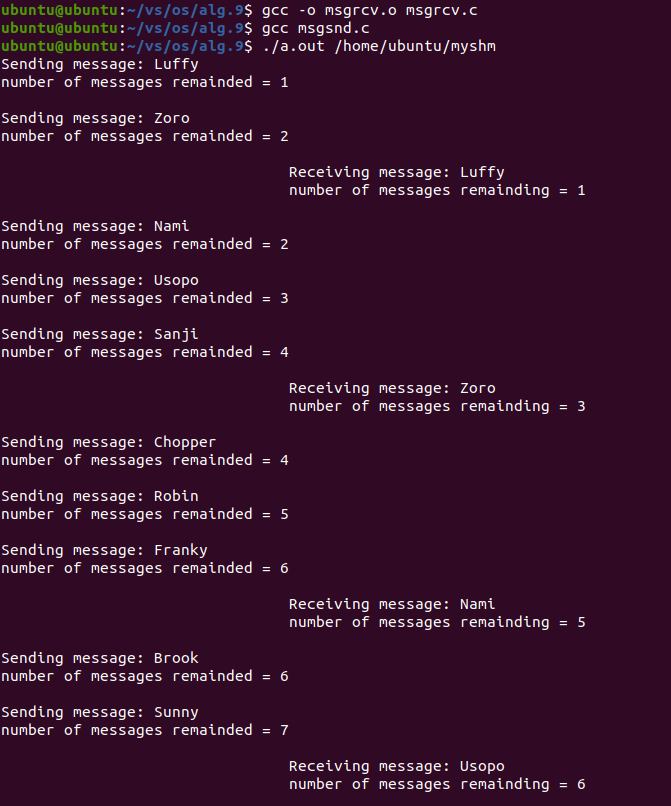 ubuntu@ubuntu:~/vs/os/alg.9$ gcc -o msgrcv.o msgrcv.c
ubuntu@ubuntu:~/vs/os/alg.9$ gcc msgsnd.c
ubuntu@ubuntu:~/vs/os/alg.9$ ./a.out /home/ubuntu/myshm
Sending message: Luffy
number of messages remainded = 1
Sending message: Zoro
number of messages remainded = 2
Receiving message: Luffy
number of messages remainding = 1
Sending message: Nami
number of messages remainded = 2
Sending message: Usopo
number of messages remainded = 3
Sending message: Sanji
number of messages remainded = 4
Receiving message: Zoro
number of messages remainding = 3
Sending message: Chopper
number of messages remainded = 4
Sending message: Robin
number of messages remainded = 5
Sending message: Franky
number of messages remainded = 6
Receiving message: Nami
number of messages remainding = 5
Sending message: Brook
number of messages remainded = 6
Sending message: Sunny
number of messages remainded = 7
Receiving message: Usopo
number of messages remainding = 6